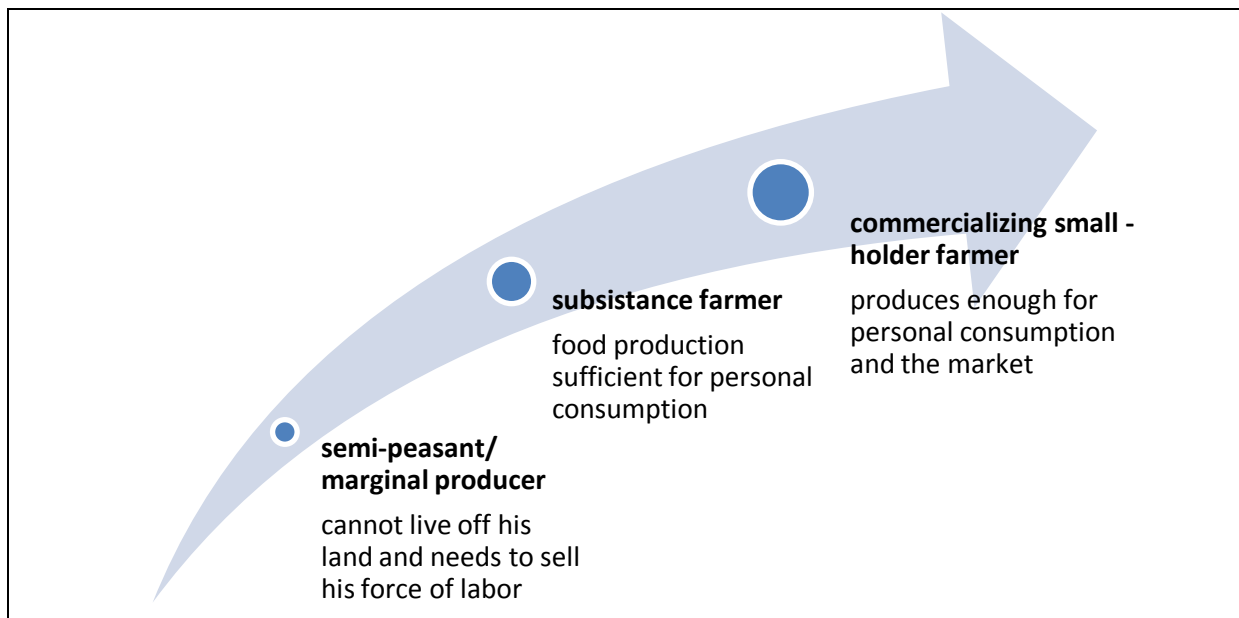 semi-peasant/
marginal producer
cannot live off his
land and needs to sell
his force of labor
subsistance farmer
food production
sufficient for personal
consumption
commercializing small -
holder farmer
produces enough for
personal consumption
and the market